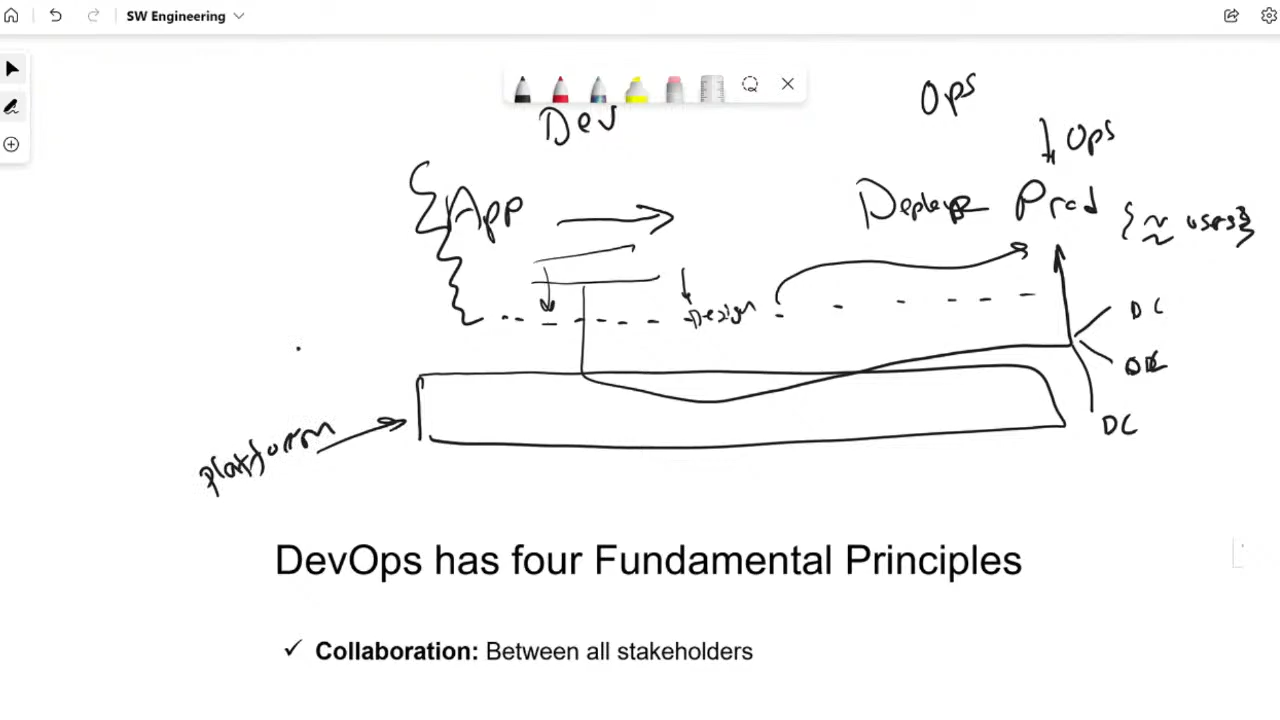 SW Engineering
Ops
Dev
Ops
App
Deploy Prod
{ users}
Design
DC
DC
DC
platform
DevOps has four Fundamental Principles
✓ Collaboration: Between all stakeholders